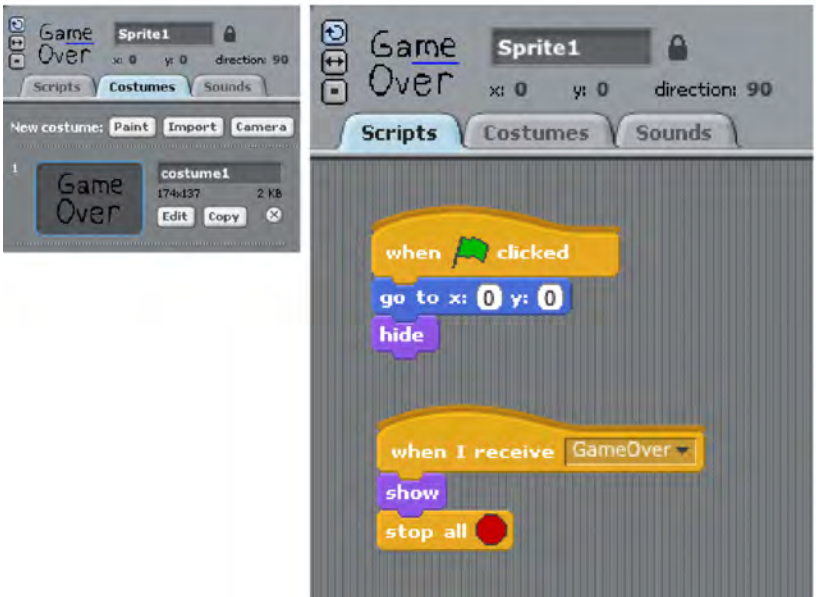 Game
Over
Sprite1
x: 0 y: 0 direction: 90
Scripts Costumes Sounds
New costume: Paint Import Camera
1
Game
Over
costume1
174x137 2 KB
Edit Copy
Game
Over
Sprite1
x: 0 y: 0 direction: 90
Scripts Costumes Sounds
when clicked
go to x: 0 y: 0
hide
when I receive GameOver
show
stop all